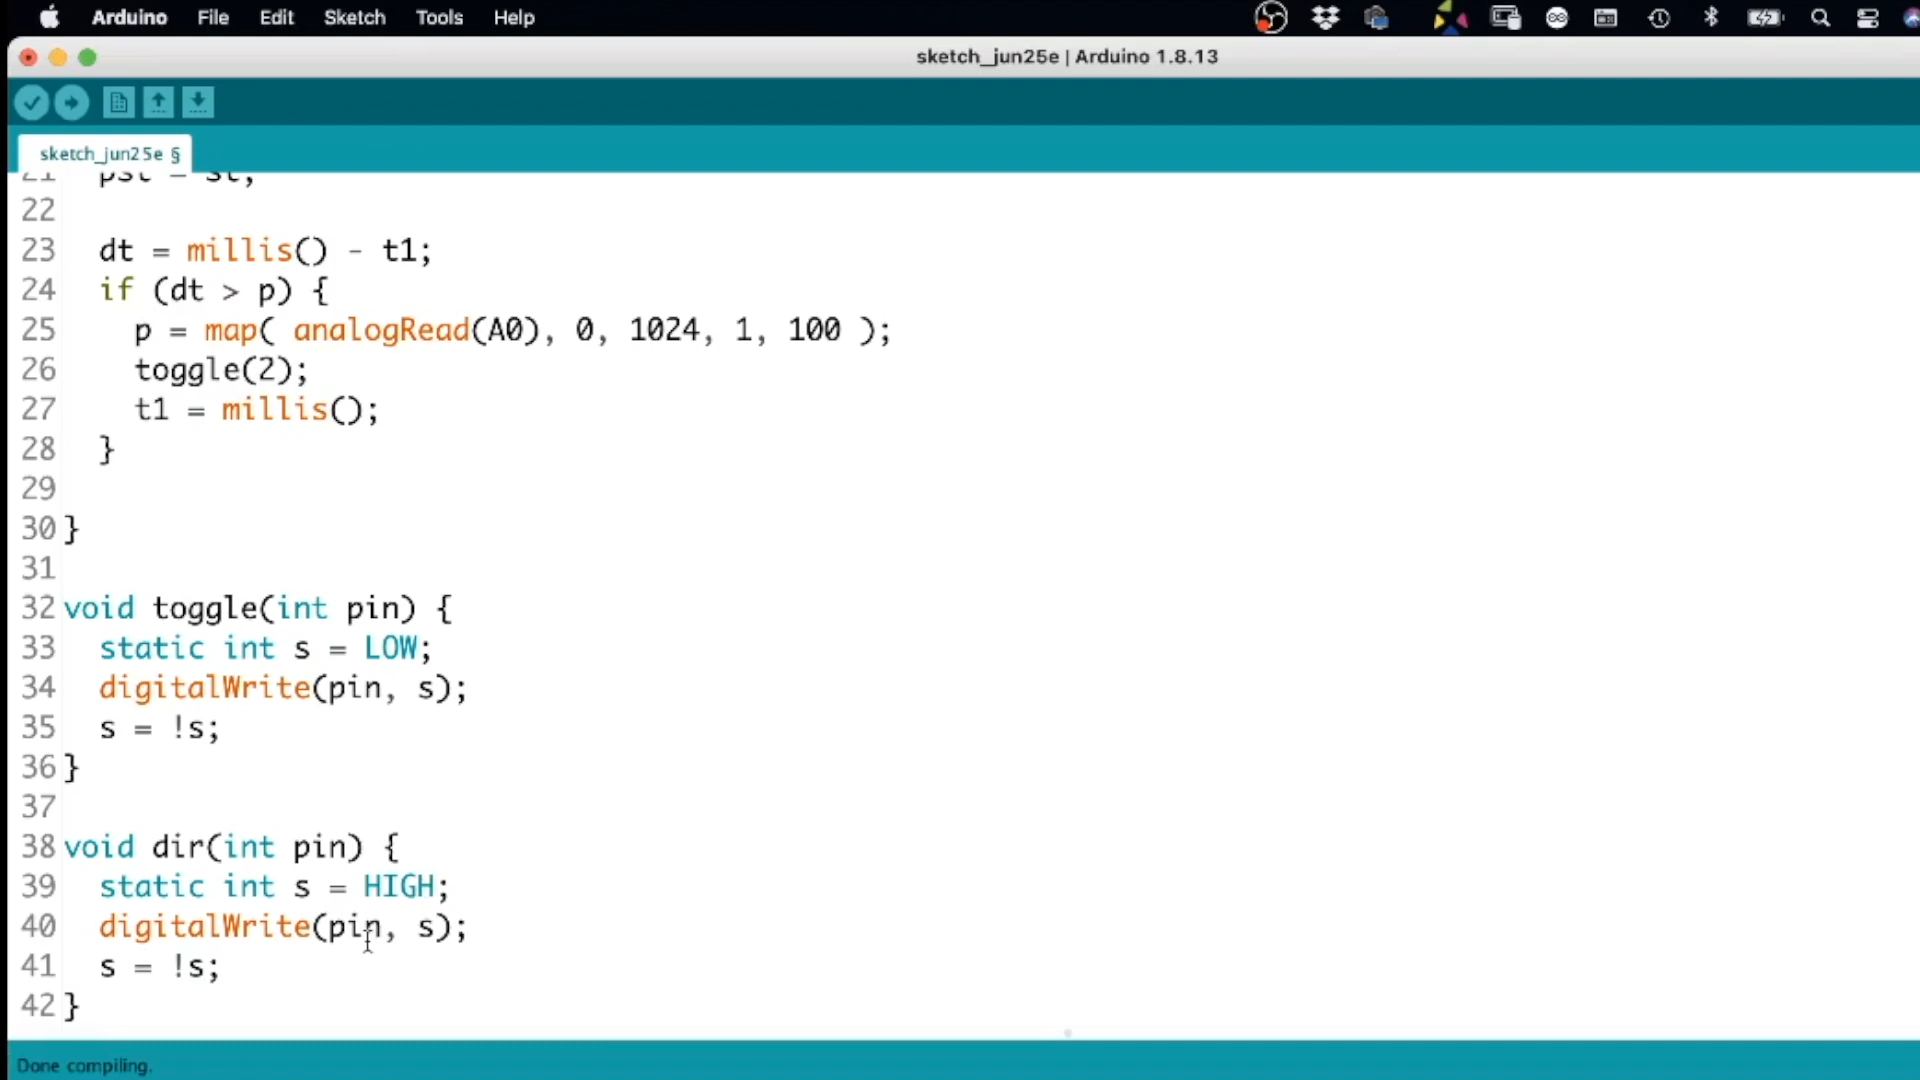 Arduino File Edit Sketch Tools Help
sketch_jun25e | Arduino 1.8.13
sketch_jun25e §
21 pst = st;
22
23 dt = millis() - t1;
24 if (dt > p) {
25 p = map( analogRead(A0), 0, 1024, 1, 100 );
26 toggle(2);
27 t1 = millis();
28 }
29
30 }
31
32 void toggle(int pin) {
33 static int s = LOW;
34 digitalWrite(pin, s);
35 s = !s;
36 }
37
38 void dir(int pin) {
39 static int s = HIGH;
40 digitalWrite(pin, s);
41 s = !s;
42 }
Done compiling.